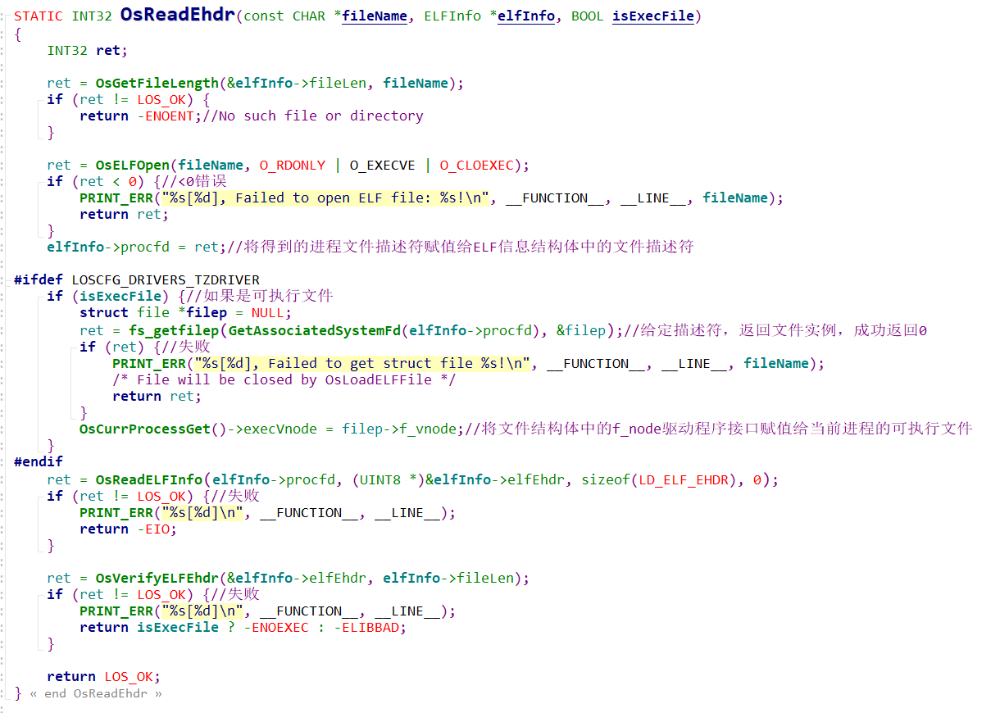 STATIC INT32 OsReadEhdr(const CHAR *fileName, ELFInfo *elfInfo, BOOL isExecFile)
{
    INT32 ret;

    ret = OsGetFileLength(&elfInfo->fileLen, fileName);
    if (ret != LOS_OK) {
        return -ENOENT;//No such file or directory
    }

    ret = OsELFOpen(fileName, O_RDONLY | O_EXECVE | O_CLOEXEC);
    if (ret < 0) {//<0错误
        PRINT_ERR("%s[%d], Failed to open ELF file: %s!\n", __FUNCTION__, __LINE__, fileName);
        return ret;
    }
    elfInfo->procfd = ret;//将得到的进程文件描述符赋值给ELF信息结构体中的文件描述符

#ifdef LOSCFG_DRIVERS_TZDRIVER
    if (isExecFile) {//如果是可执行文件
        struct file *filep = NULL;
        ret = fs_getfilep(GetAssociatedSystemFd(elfInfo->procfd), &filep);//给定描述符，返回文件实例，成功返回0
        if (ret) {//失败
            PRINT_ERR("%s[%d], Failed to get struct file %s!\n", __FUNCTION__, __LINE__, fileName);
            /* File will be closed by OsLoadELFFile */
            return ret;
        }
        OsCurrProcessGet()->execVnode = filep->f_vnode;//将文件结构体中的f_node驱动程序接口赋值给当前进程的可执行文件
    }
#endif
    ret = OsReadELFInfo(elfInfo->procfd, (UINT8 *)&elfInfo->elfEhdr, sizeof(LD_ELF_EHDR), 0);
    if (ret != LOS_OK) {//失败
        PRINT_ERR("%s[%d]\n", __FUNCTION__, __LINE__);
        return -EIO;
    }

    ret = OsVerifyELFEhdr(&elfInfo->elfEhdr, elfInfo->fileLen);
    if (ret != LOS_OK) {//失败
        PRINT_ERR("%s[%d]\n", __FUNCTION__, __LINE__);
        return isExecFile ? -ENOEXEC : -ELIBBAD;
    }

    return LOS_OK;
} « end OsReadEhdr »